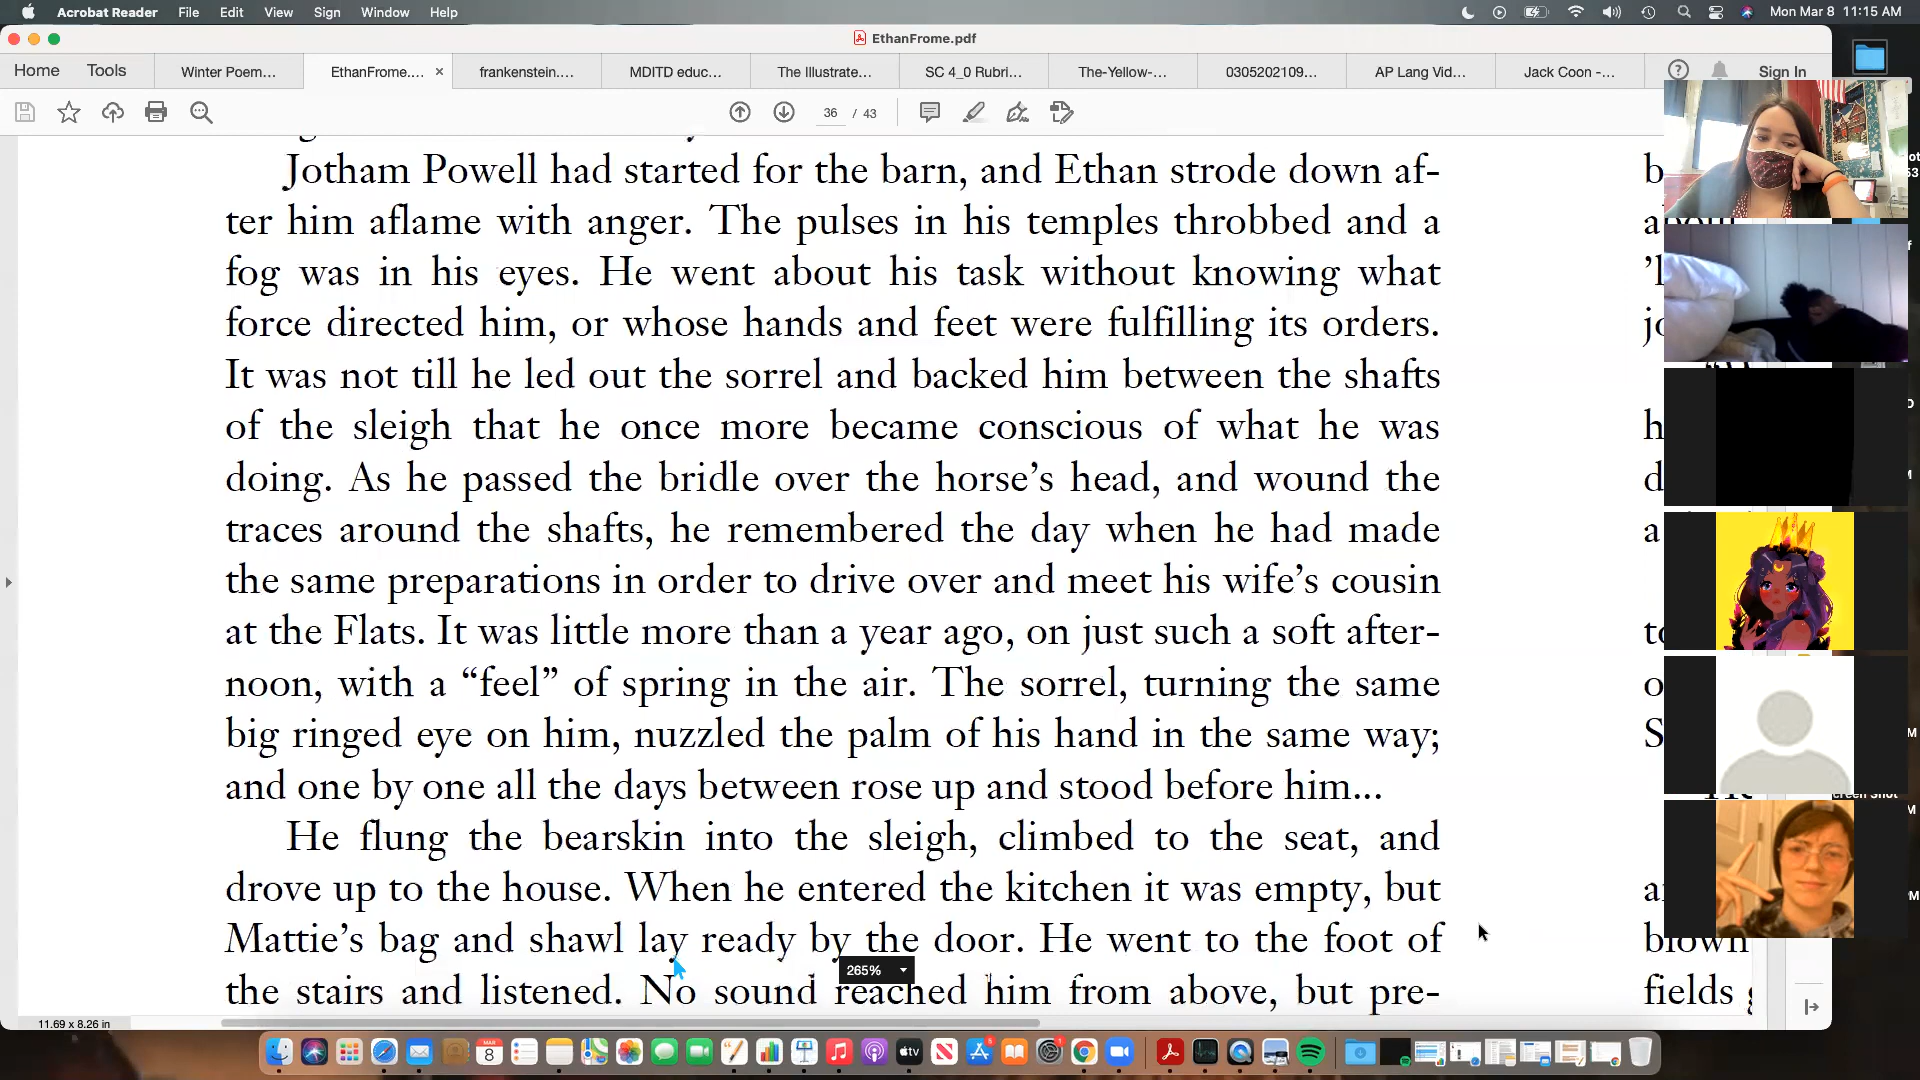 Acrobat Reader File Edit View Sign Window Help Mon Mar 8 11:15 AM
EthanFrome.pdf
Home Tools Winter Poem... EthanFrome.... × frankenstein.... MDITD educ... The Illustrate... SC 4_0 Rubri... The-Yellow-... 0305202109... AP Lang Vid... Jack Coon -... Sign In
36 / 43
Jotham Powell had started for the barn, and Ethan strode down af-
ter him aflame with anger. The pulses in his temples throbbed and a
fog was in his eyes. He went about his task without knowing what
force directed him, or whose hands and feet were fulfilling its orders.
It was not till he led out the sorrel and backed him between the shafts
of the sleigh that he once more became conscious of what he was
doing. As he passed the bridle over the horse’s head, and wound the
traces around the shafts, he remembered the day when he had made
the same preparations in order to drive over and meet his wife’s cousin
at the Flats. It was little more than a year ago, on just such a soft after-
noon, with a “feel” of spring in the air. The sorrel, turning the same
big ringed eye on him, nuzzled the palm of his hand in the same way;
and one by one all the days between rose up and stood before him...
He flung the bearskin into the sleigh, climbed to the seat, and
drove up to the house. When he entered the kitchen it was empty, but
Mattie’s bag and shawl lay ready by the door. He went to the foot of
the stairs and listened. No sound reached him from above, but pre-
blown
fields
265%
11.69 x 8.26 in
MAR
8